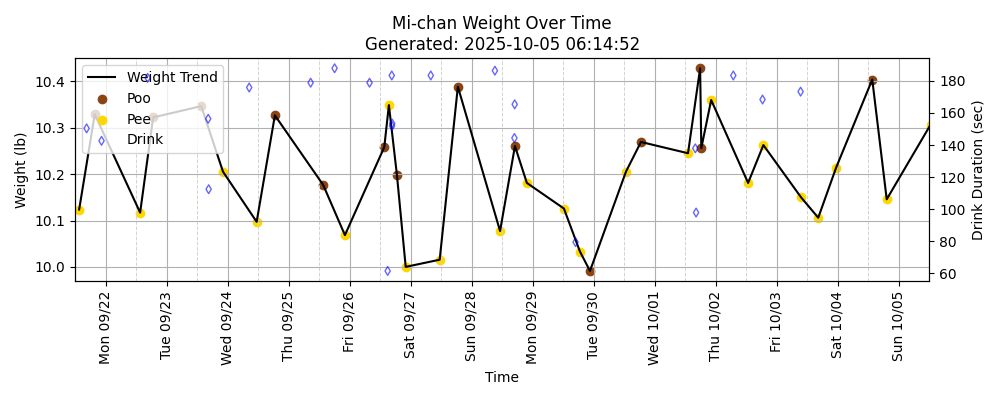 Mi-chan Weight Over Time
Generated: 2025-10-05 06:14:52
Weight (lb)
10.4
10.3
10.2
10.1
10.0
Weight Trend
Poo
Pee
Drink
180
160
140
120
100
80
60
Drink Duration (sec)
Mon 09/22
Tue 09/23
Wed 09/24
Thu 09/25
Fri 09/26
Sat 09/27
Sun 09/28
Mon 09/29
Tue 09/30
Wed 10/01
Thu 10/02
Fri 10/03
Sat 10/04
Sun 10/05
Time